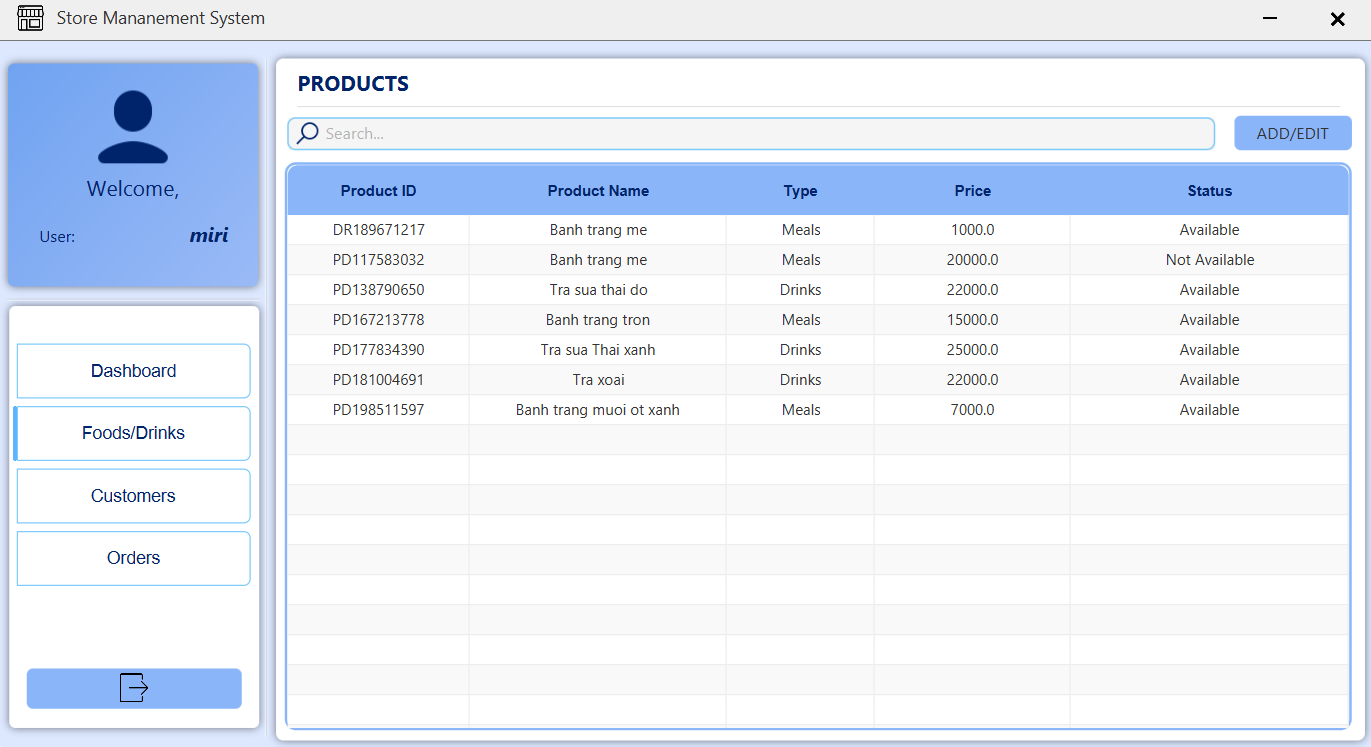 Store Mananement System
Welcome,
User: miri
Dashboard
Foods/Drinks
Customers
Orders
PRODUCTS
Search...
ADD/EDIT
Product ID Product Name Type Price Status
DR189671217 Banh trang me Meals 1000.0 Available
PD117583032 Banh trang me Meals 20000.0 Not Available
PD138790650 Tra sua thai do Drinks 22000.0 Available
PD167213778 Banh trang tron Meals 15000.0 Available
PD177834390 Tra sua Thai xanh Drinks 25000.0 Available
PD181004691 Tra xoai Drinks 22000.0 Available
PD198511597 Banh trang muoi ot xanh Meals 7000.0 Available